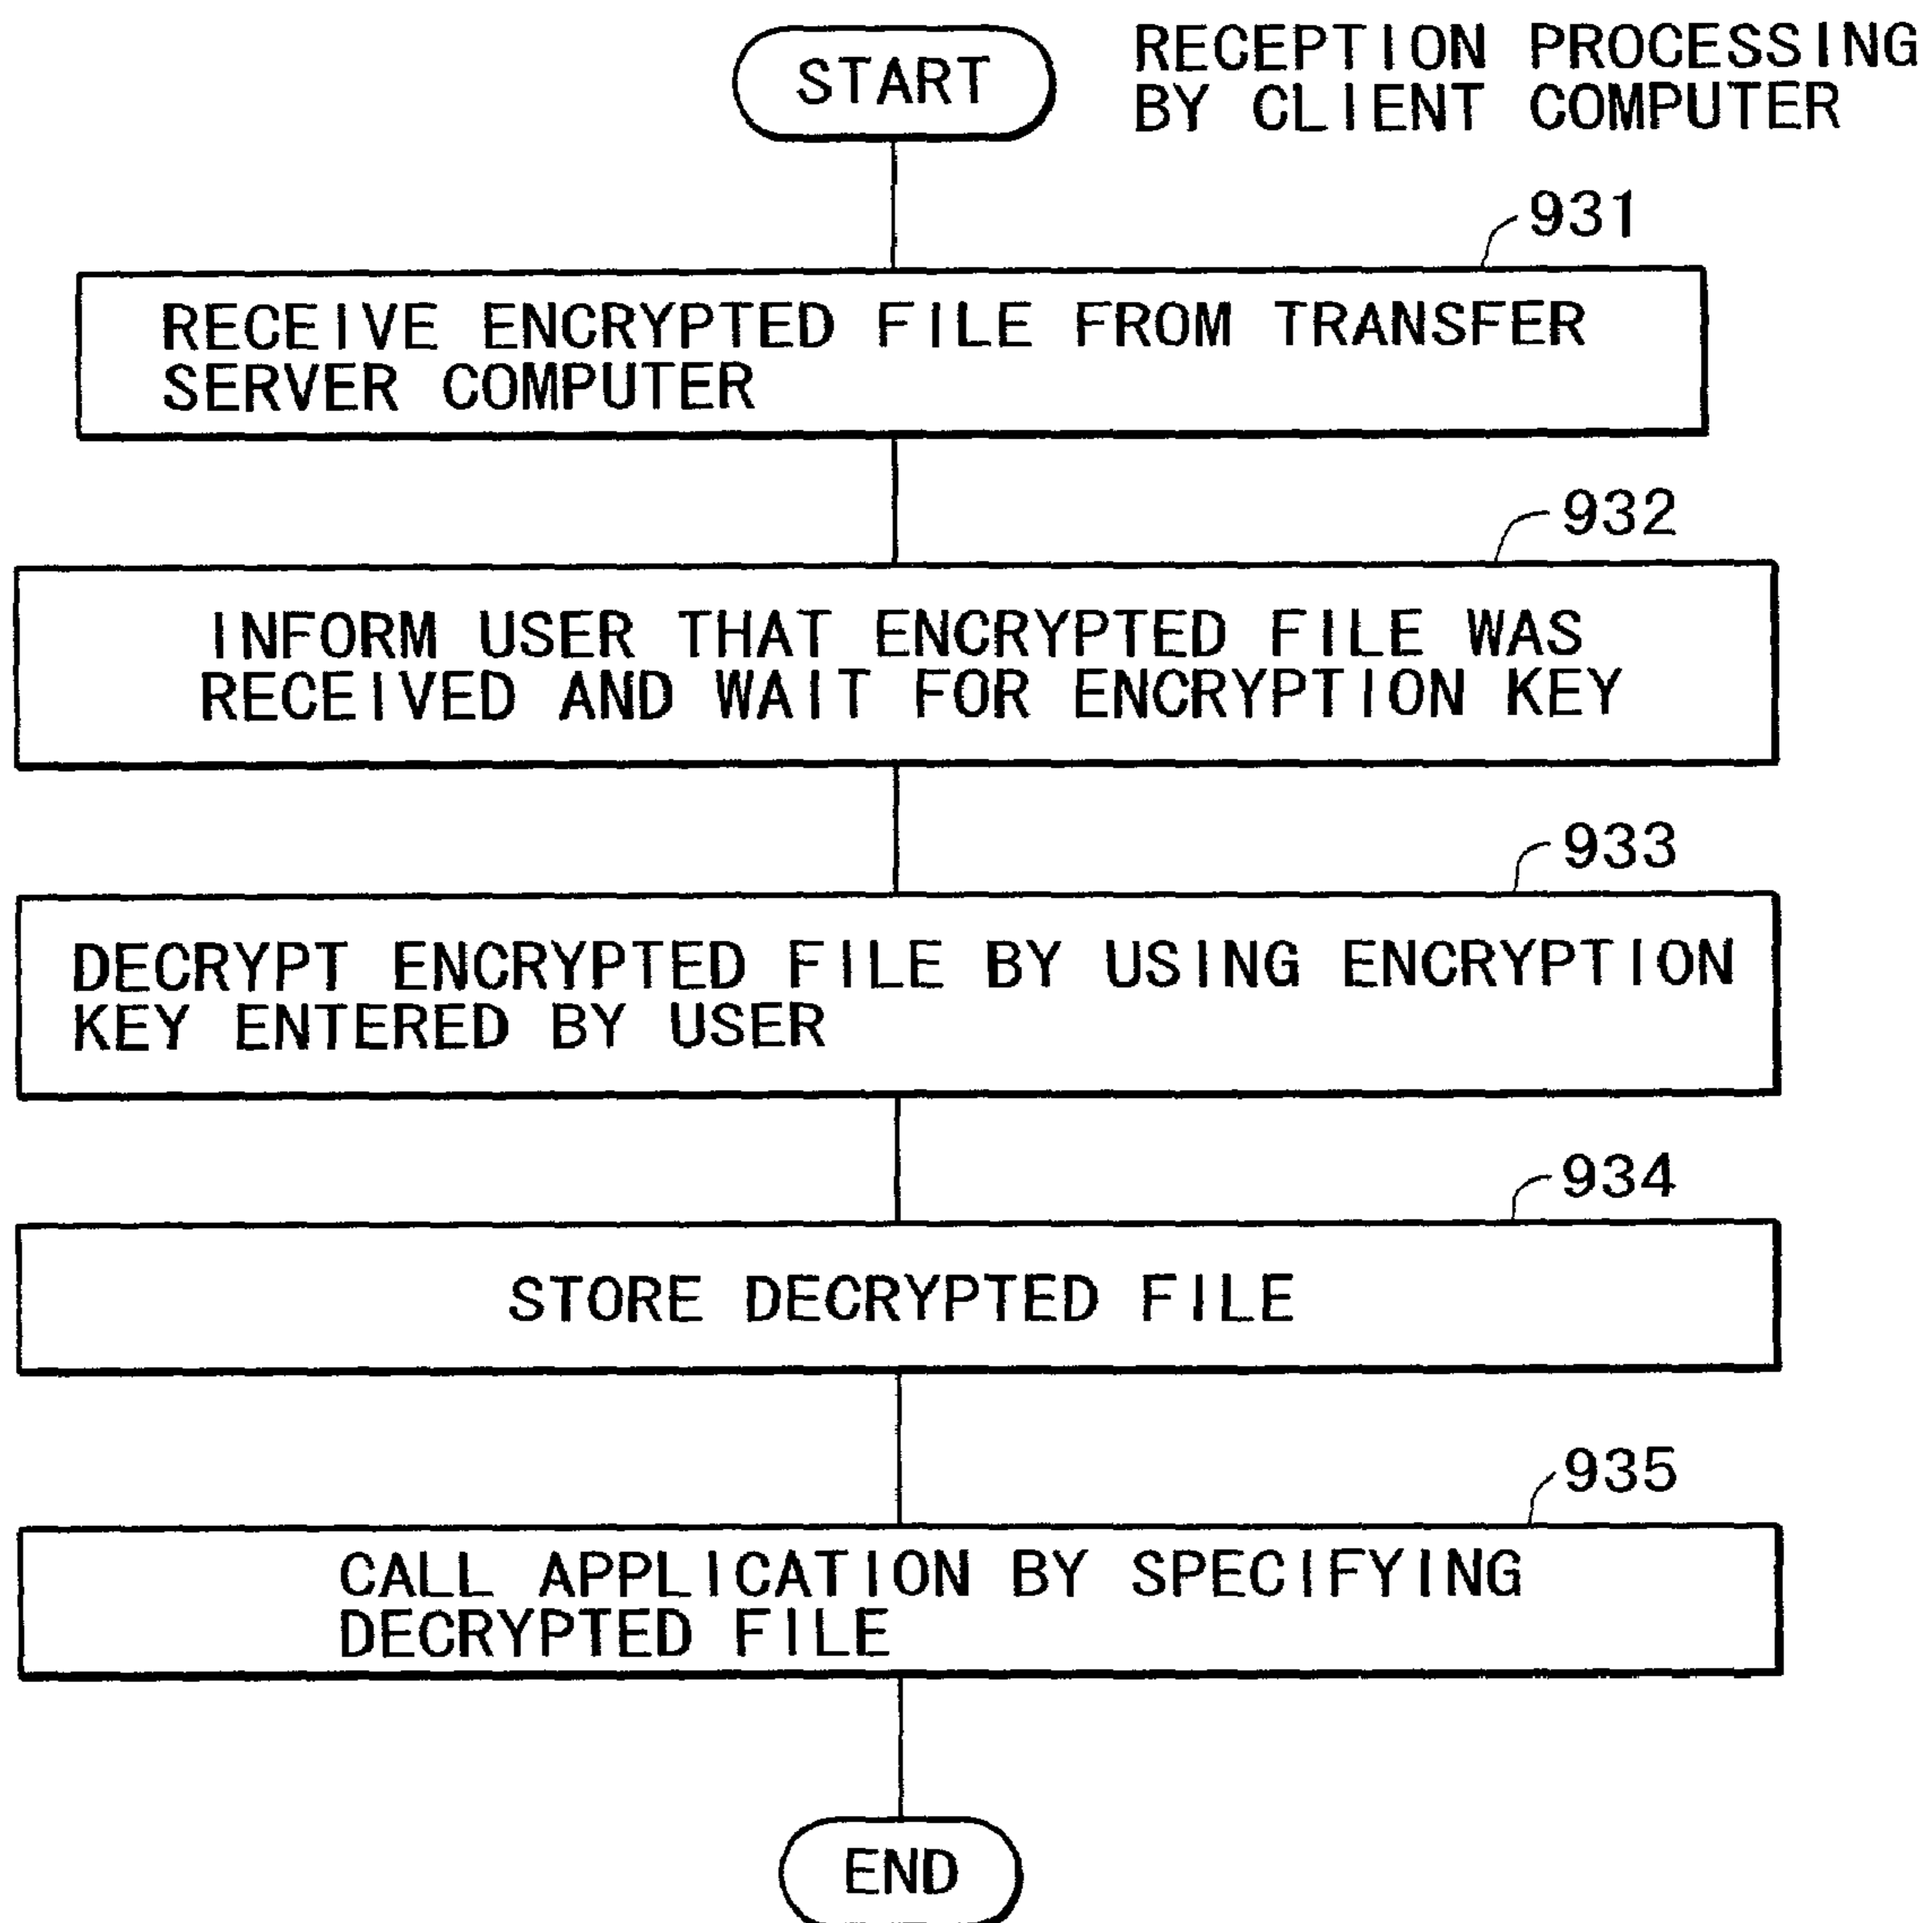 START
RECEPTION PROCESSING
BY CLIENT COMPUTER
931
RECEIVE ENCRYPTED FILE FROM TRANSFER
SERVER COMPUTER
932
INFORM USER THAT ENCRYPTED FILE WAS
RECEIVED AND WAIT FOR ENCRYPTION KEY
933
DECRYPT ENCRYPTED FILE BY USING ENCRYPTION
KEY ENTERED BY USER
934
STORE DECRYPTED FILE
935
CALL APPLICATION BY SPECIFYING
DECRYPTED FILE
END